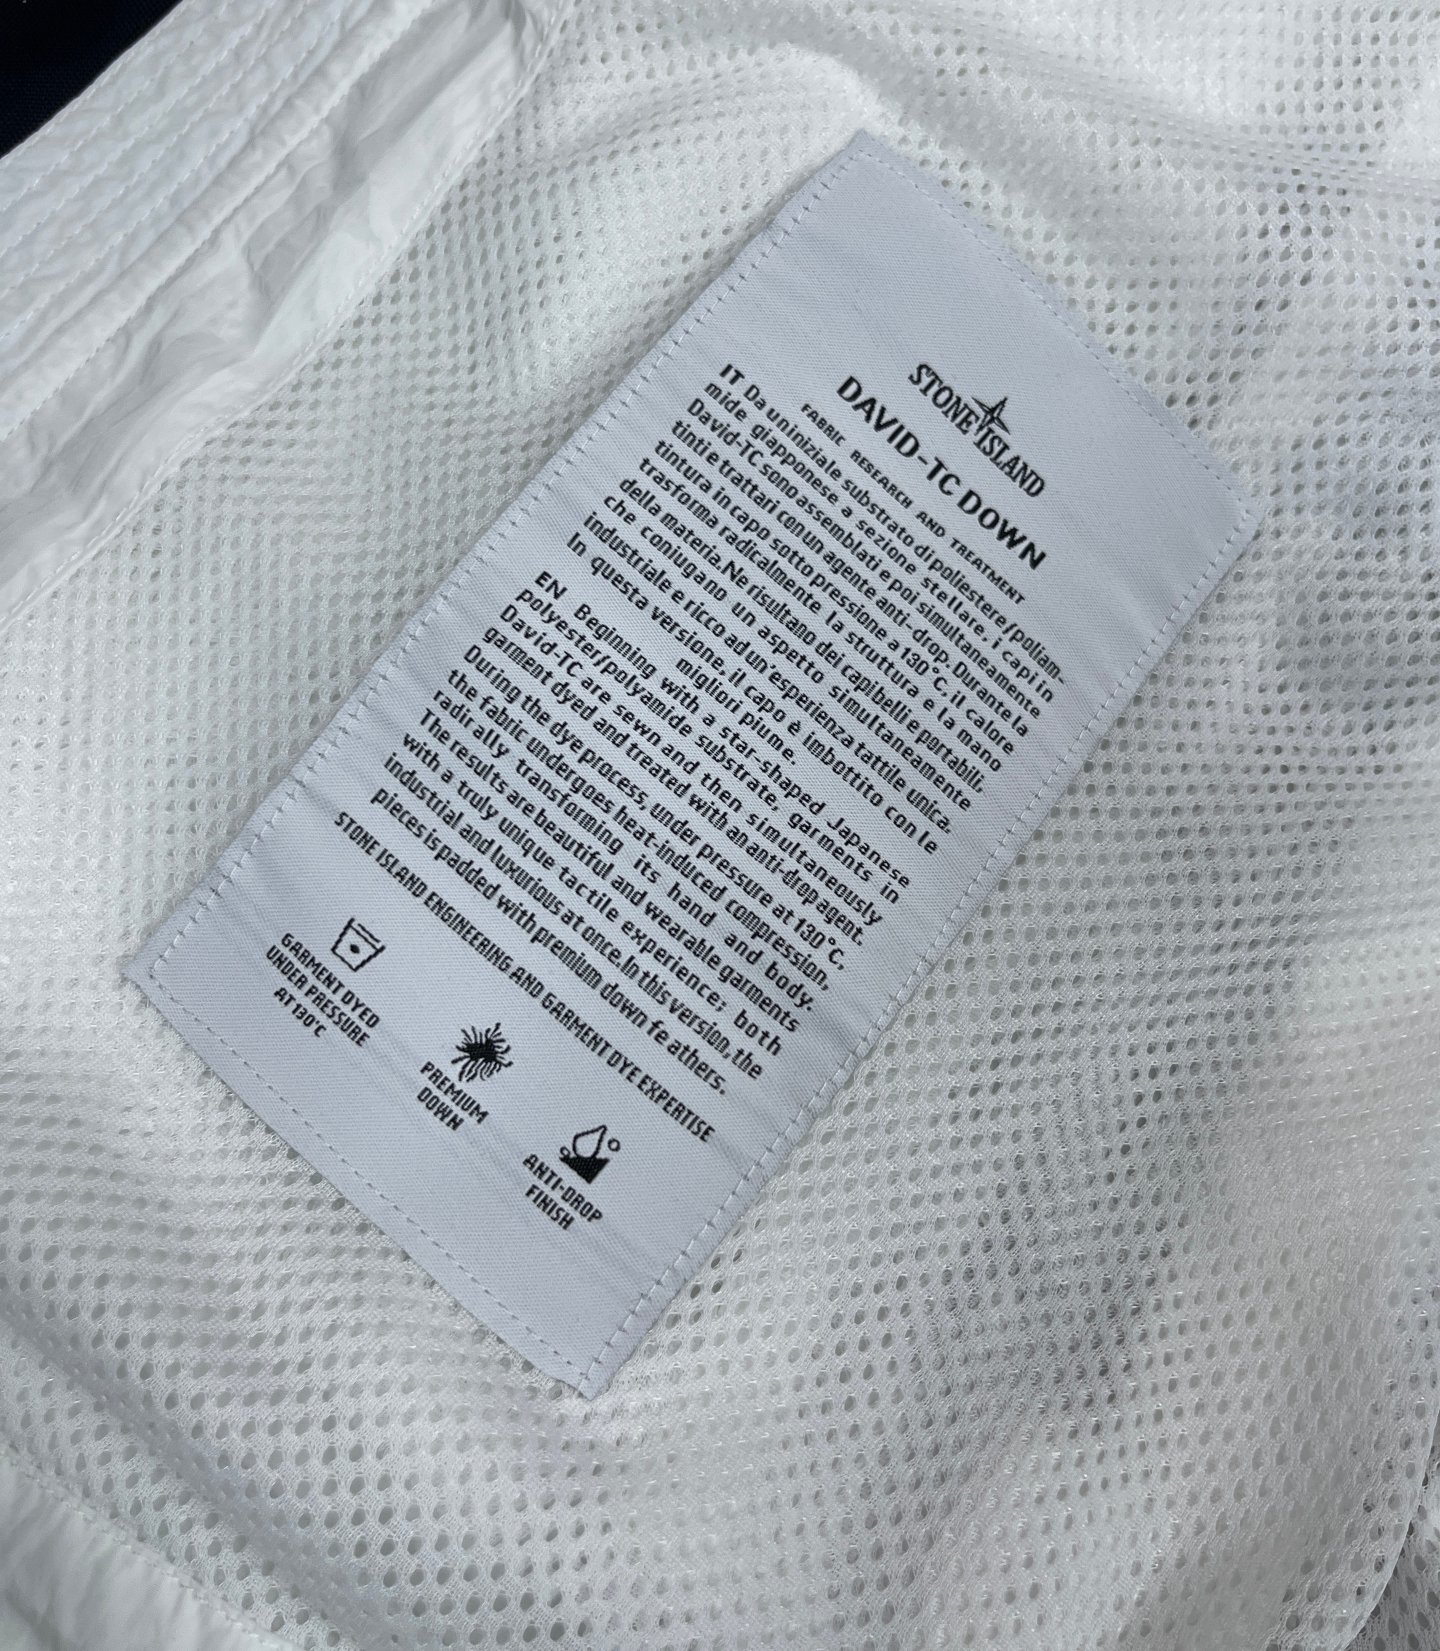 STONE ISLAND
DAVID-TC DOWN
FABRIC RESEARCH AND TREATMENT
IT Da uniniziale substrato di poliestere/poliam-
mide giapponese a sezione stellare, i capi in
David-TC sono assemblati e poi simultaneamente
tinti e trattari con un agente anti-drop. Durante la
tintura in capo sotto pressione a 130°C, il calore
trasforma radicalmente la struttura e la mano
della materia. Ne risultano dei capi belli e portabili,
che coniugano un aspetto simultaneamente
industriale e ricco ad un'esperienza tattile unica.
In questa versione, il capo è imbottito con le
migliori piume.
EN Beginning with a star-shaped Japanese
polyester/polyamide substrate, garments in
David-TC are sewn and then simultaneously
garment dyed and treated with an anti-drop agent.
During the dye process, under pressure at 130°C,
the fabric undergoes heat-induced compression,
radically transforming its hand and body.
The results are beautiful and wearable garments
with a truly unique tactile experience; both
industrial and luxurious at once. In this version, the
pieces is padded with premium down fe athers.
STONE ISLAND ENGINEERING AND GARMENT DYE EXPERTISE
GARMENT DYED
UNDER PRESSURE
AT 130°C
PREMIUM
DOWN
ANTI-DROP
FINISH